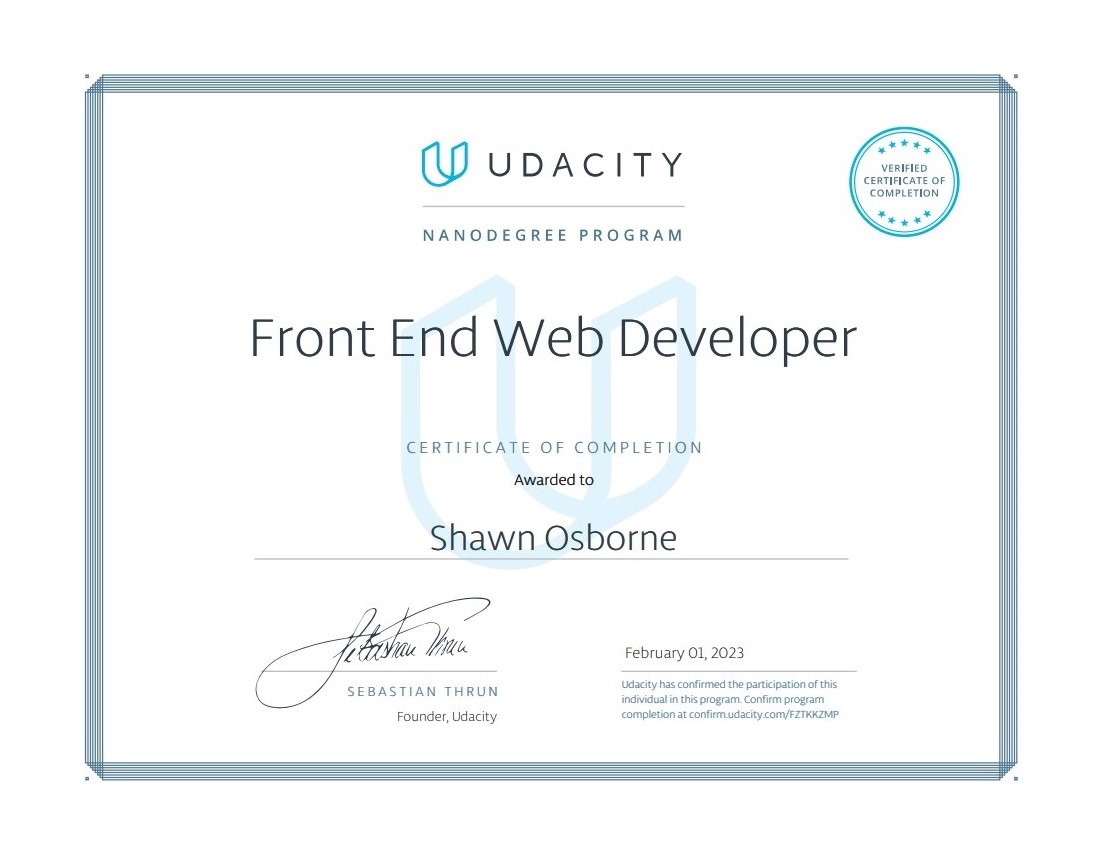 UDACITY
VERIFIED
CERTIFICATE OF
COMPLETION
NANODEGREE PROGRAM
Front End Web Developer
CERTIFICATE OF COMPLETION
Awarded to
Shawn Osborne
Sebastian Thrun
SEBASTIAN THRUN
Founder, Udacity
February 01, 2023
Udacity has confirmed the participation of this
individual in this program. Confirm program
completion at confirm.udacity.com/FZTKKZMP